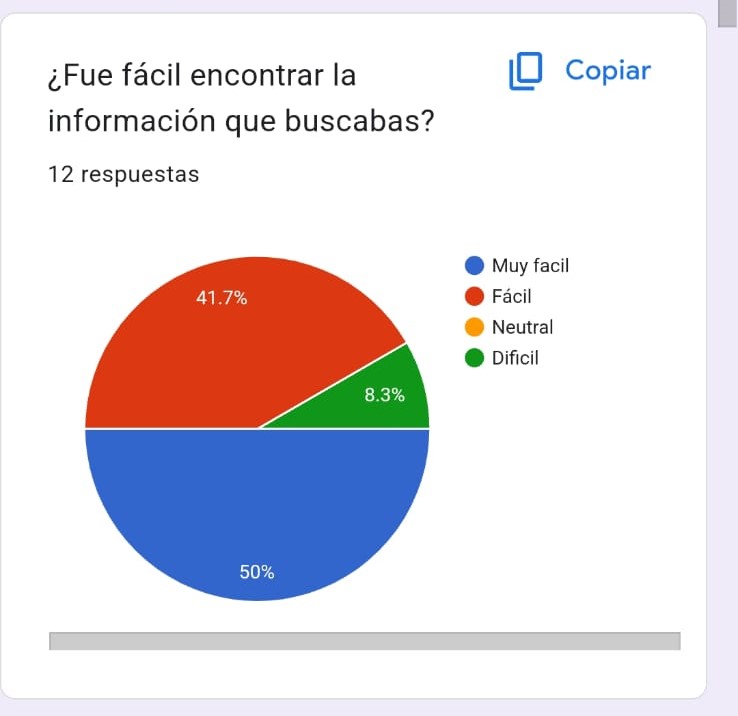 ¿Fue fácil encontrar la
información que buscabas?
Copiar
12 respuestas
41.7%
8.3%
50%
Muy facil
Fácil
Neutral
Dificil